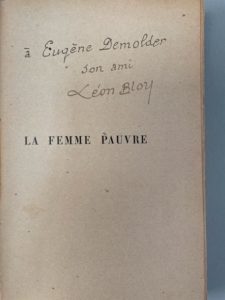 à Eugène Demolder
son ami
Léon Bloy
LA FEMME PAUVRE